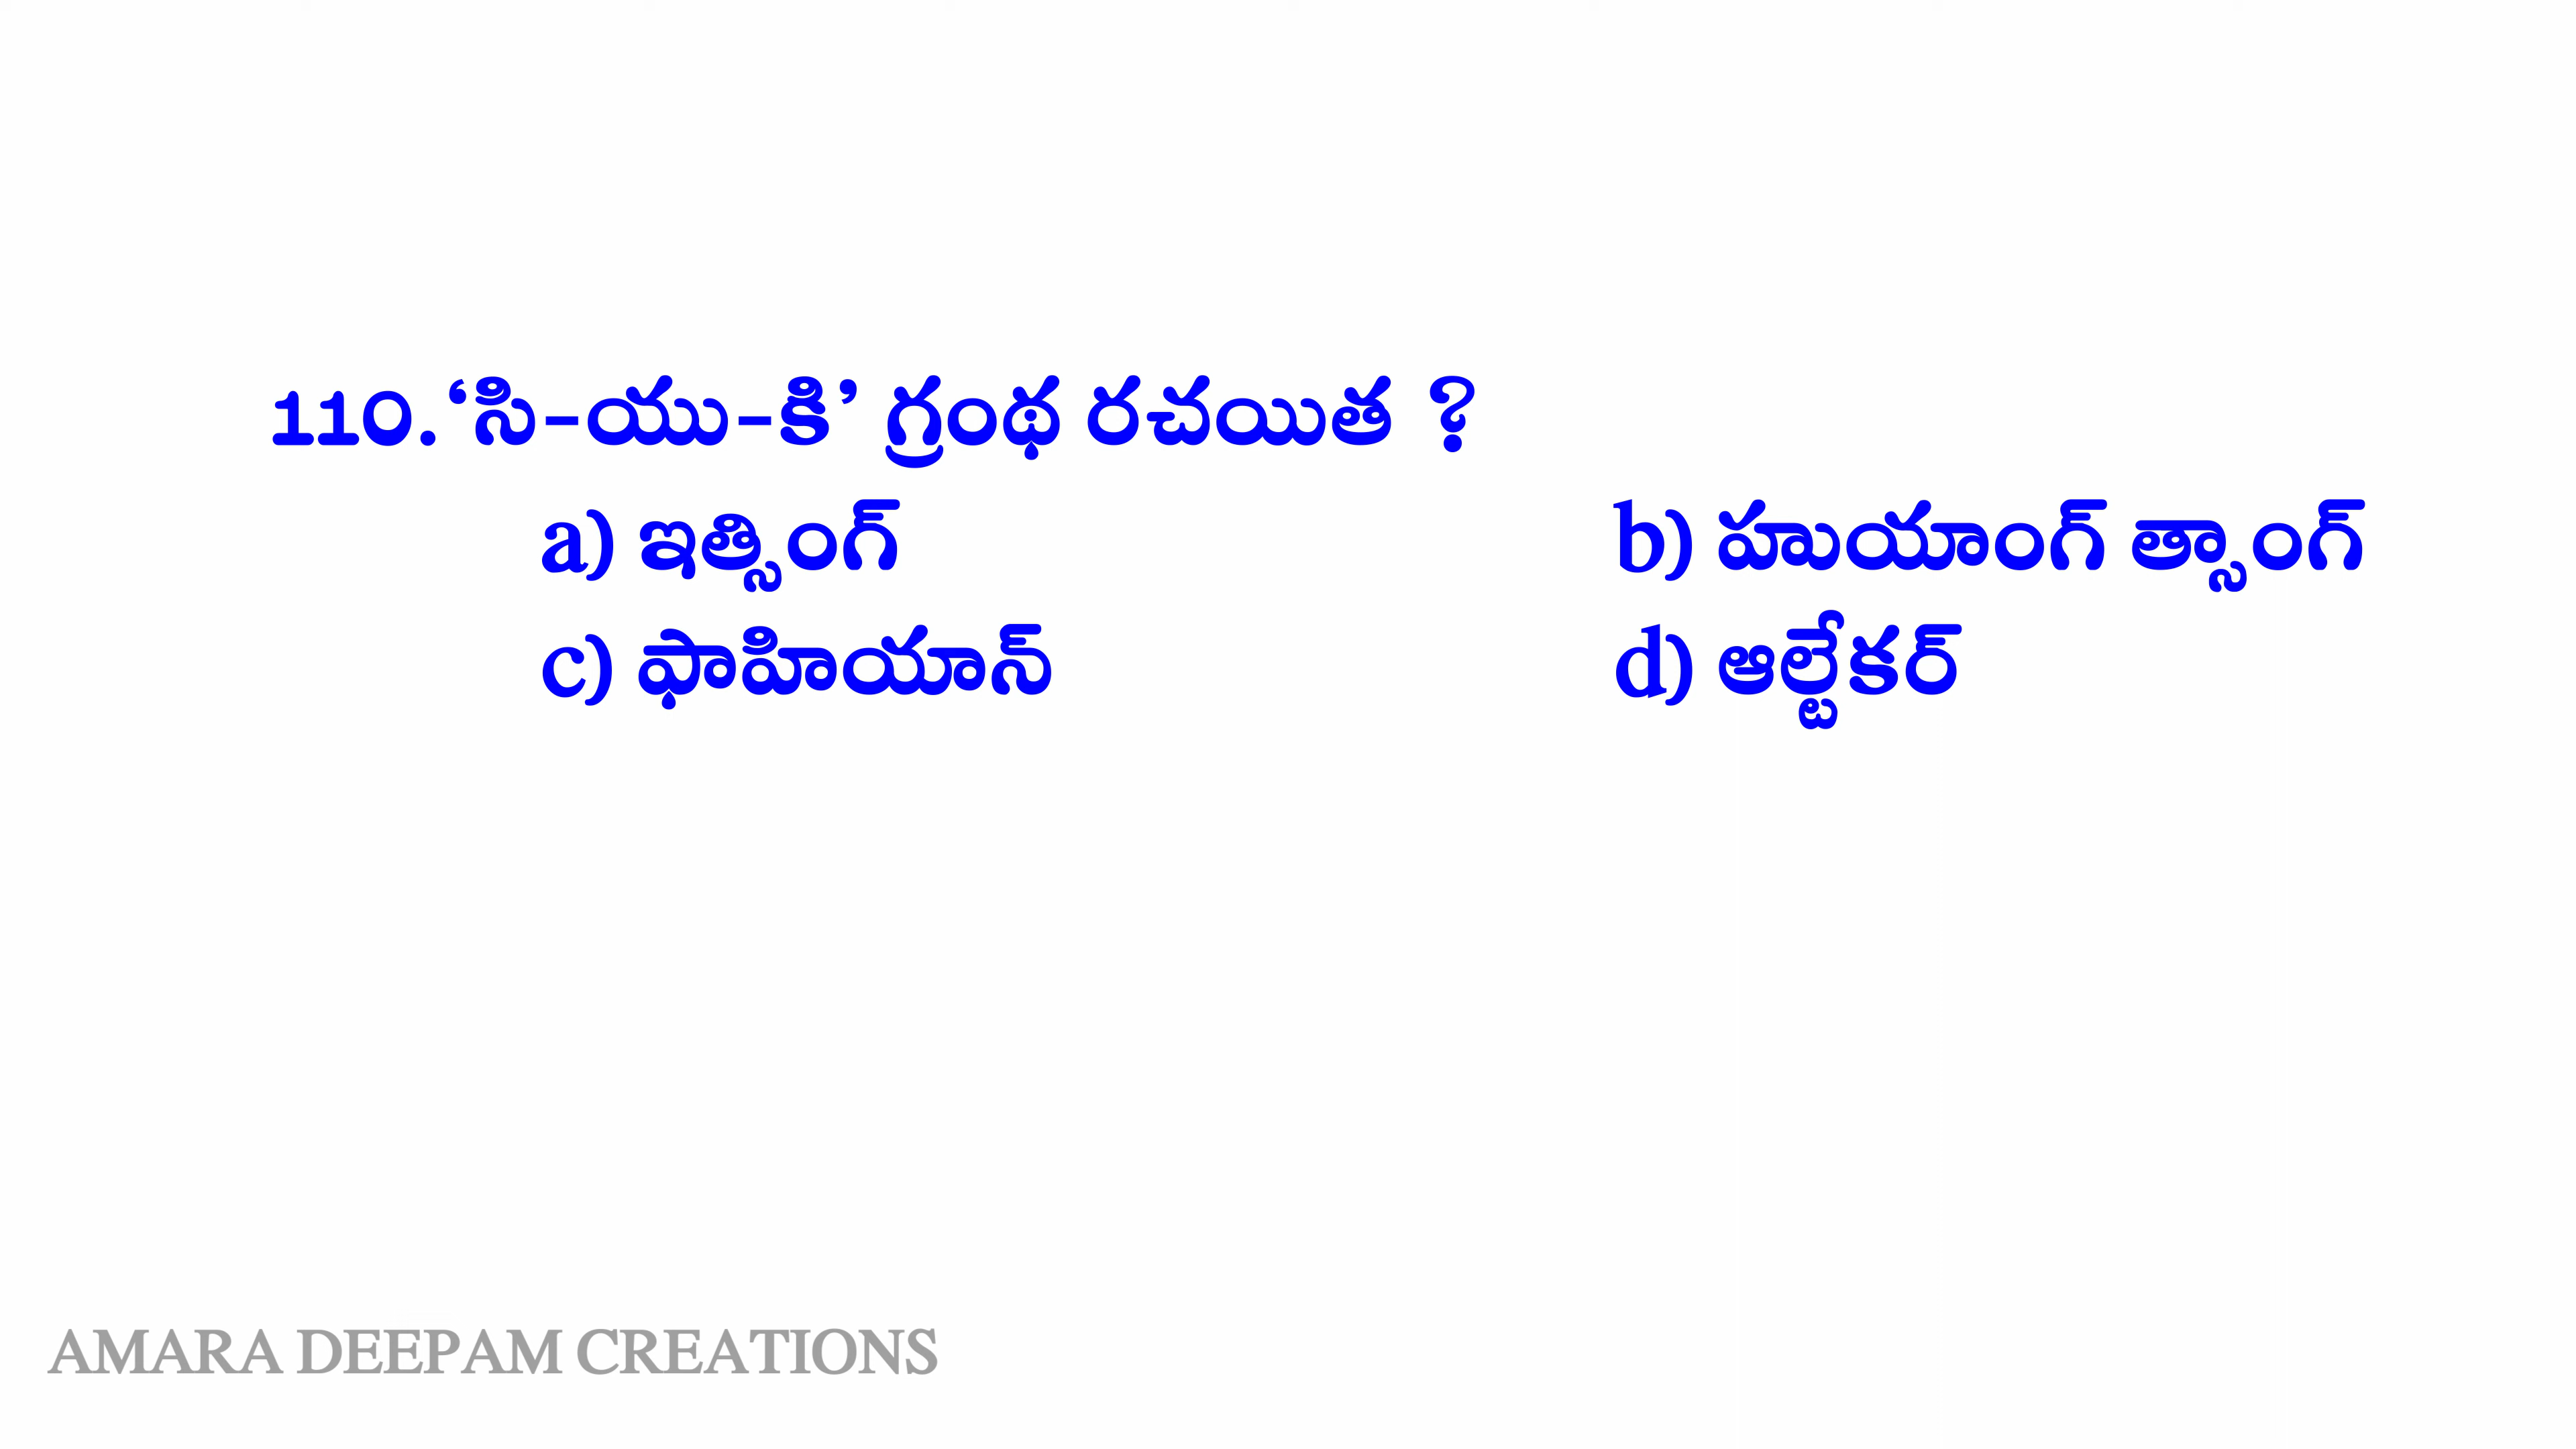 110. ‘సి-యు-కి’ గ్రంథ రచయిత ?
a) ఇత్సింగ్ b) హుయాంగ్ త్సాంగ్
c) ఫాహియాన్ d) ఆల్టేకర్
AMARA DEEPAM CREATIONS